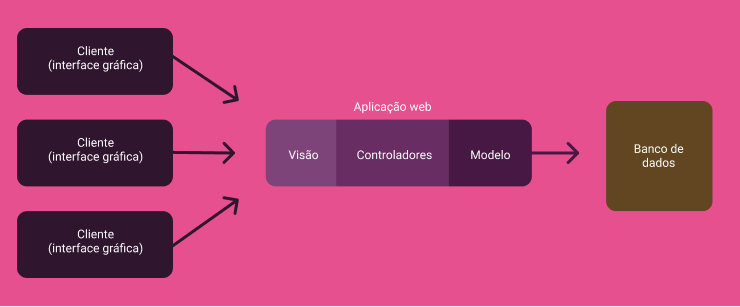 Cliente
(interface gráfica)
Cliente
(interface gráfica)
Cliente
(interface gráfica)
Aplicação web
Visão
Controladores
Modelo
Banco de
dados